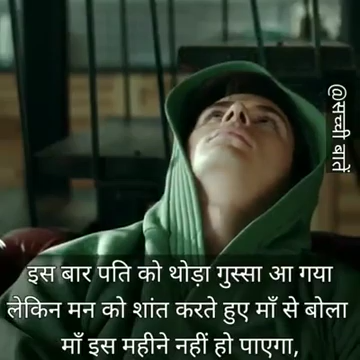 @सच्ची बातें
इस बार पति को थोड़ा गुस्सा आ गया
लेकिन मन को शांत करते हुए माँ से बोला
माँ इस महीने नहीं हो पाएगा,